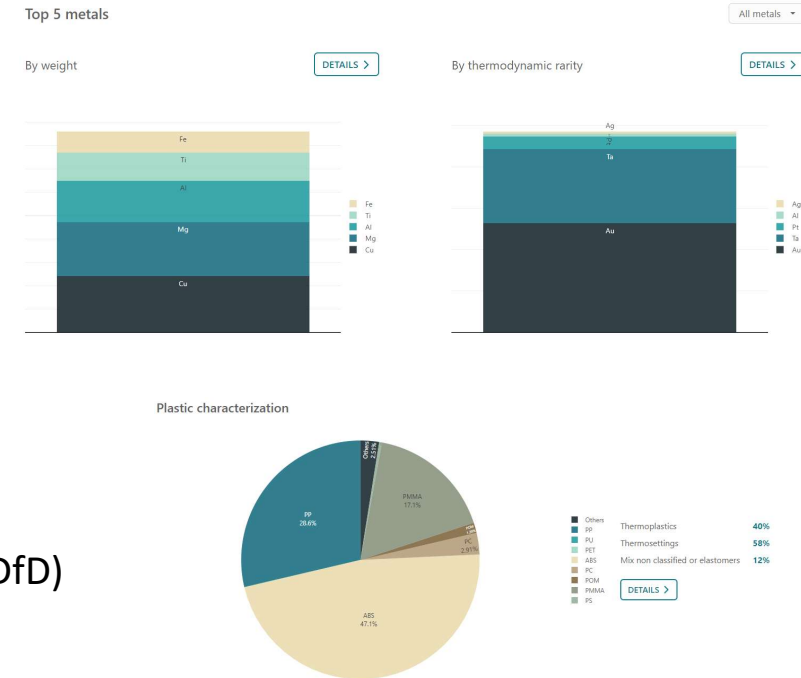 Top 5 metals
All metals
By weight
DETAILS >
By thermodynamic rarity
DETAILS >
Fe
Ti
Al
Mg
Cu
Fe
Ti
Al
Mg
Cu
Ag
Ta
Au
Ag
Al
Pt
Ta
Au
Plastic characterization
Others
2.51%
PMMA
17.1%
PC
2.91%
PP
28.6%
ABS
47.1%
Others
PP
PU
PET
ABS
PC
POM
PMMA
PS
Thermoplastics 40%
Thermosettings 58%
Mix non classified or elastomers 12%
DETAILS >
DfD)